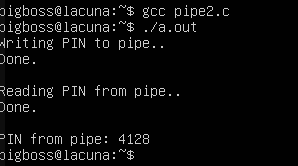 bigboss@lacuna:~$ gcc pipe2.c
bigboss@lacuna:~$ ./a.out
Writing PIN to pipe..
Done.
Reading PIN from pipe..
Done.
PIN from pipe: 4128
bigboss@lacuna:~$